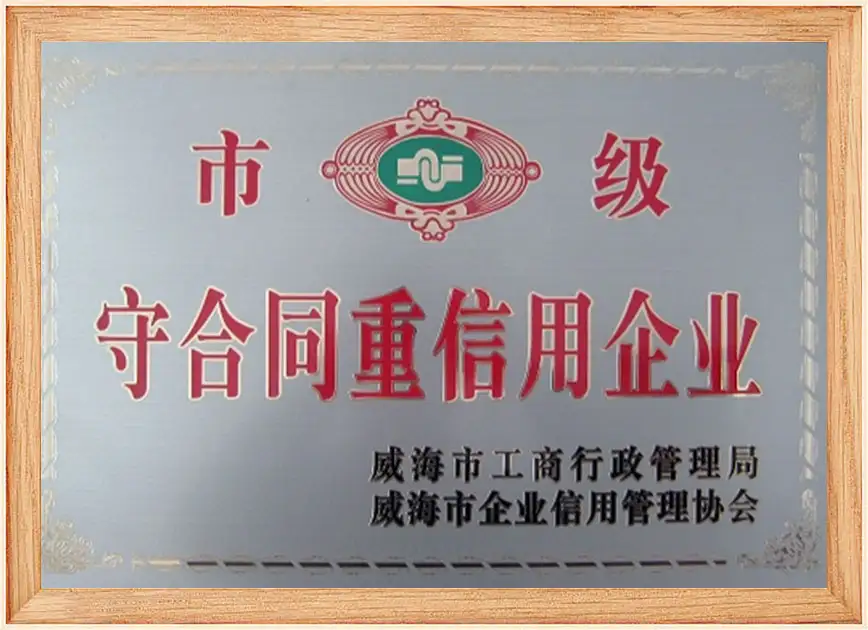 市 级
守合同重信用企业
威海市工商行政管理局
威海市企业信用管理协会